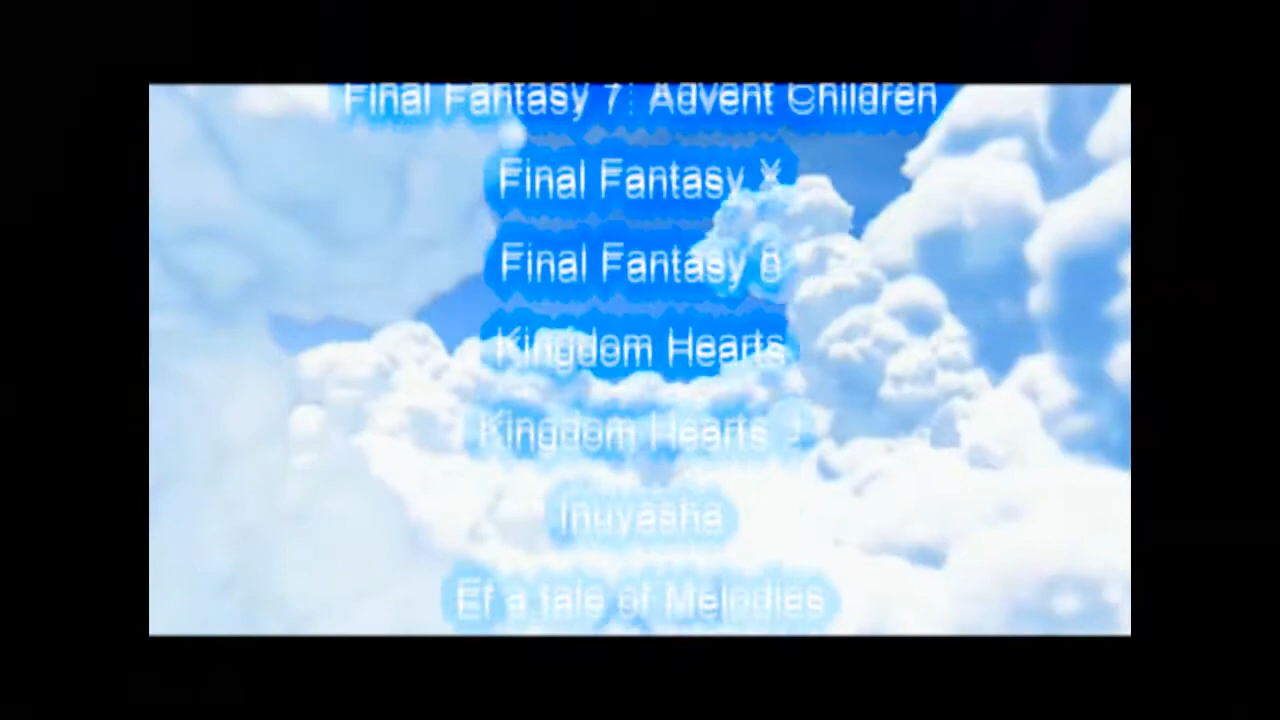 Final Fantasy 7: Advent Children
Final Fantasy X
Final Fantasy 8
Kingdom Hearts
Kingdom Hearts
Inuyasha
Ef a tale of Melodies